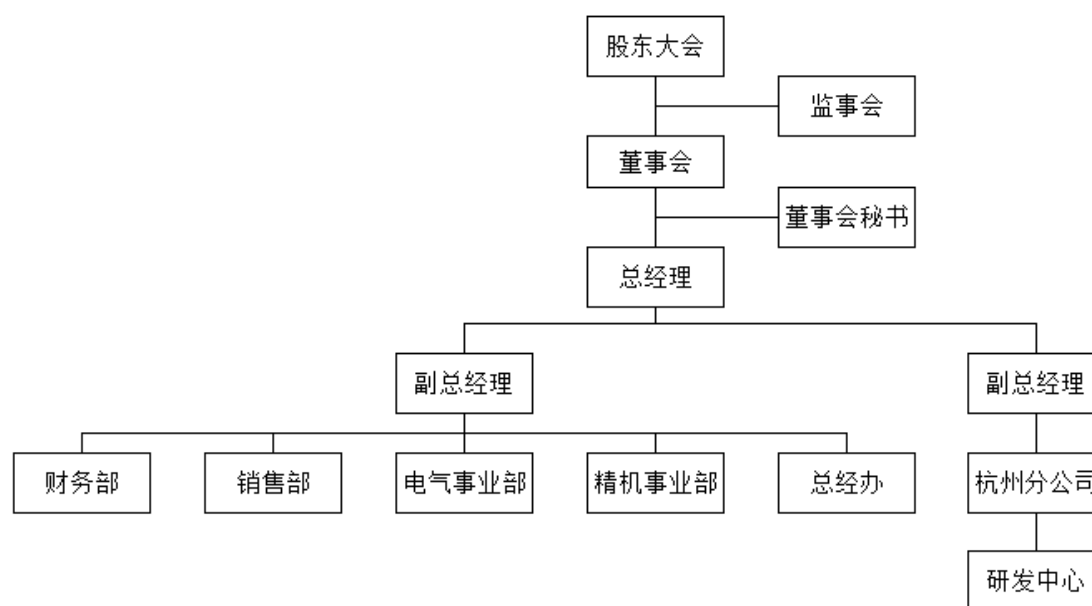 股东大会
监事会
董事会
董事会秘书
总经理
副总经理
副总经理
财务部
销售部
电气事业部
精机事业部
总经办
杭州分公司
研发中心